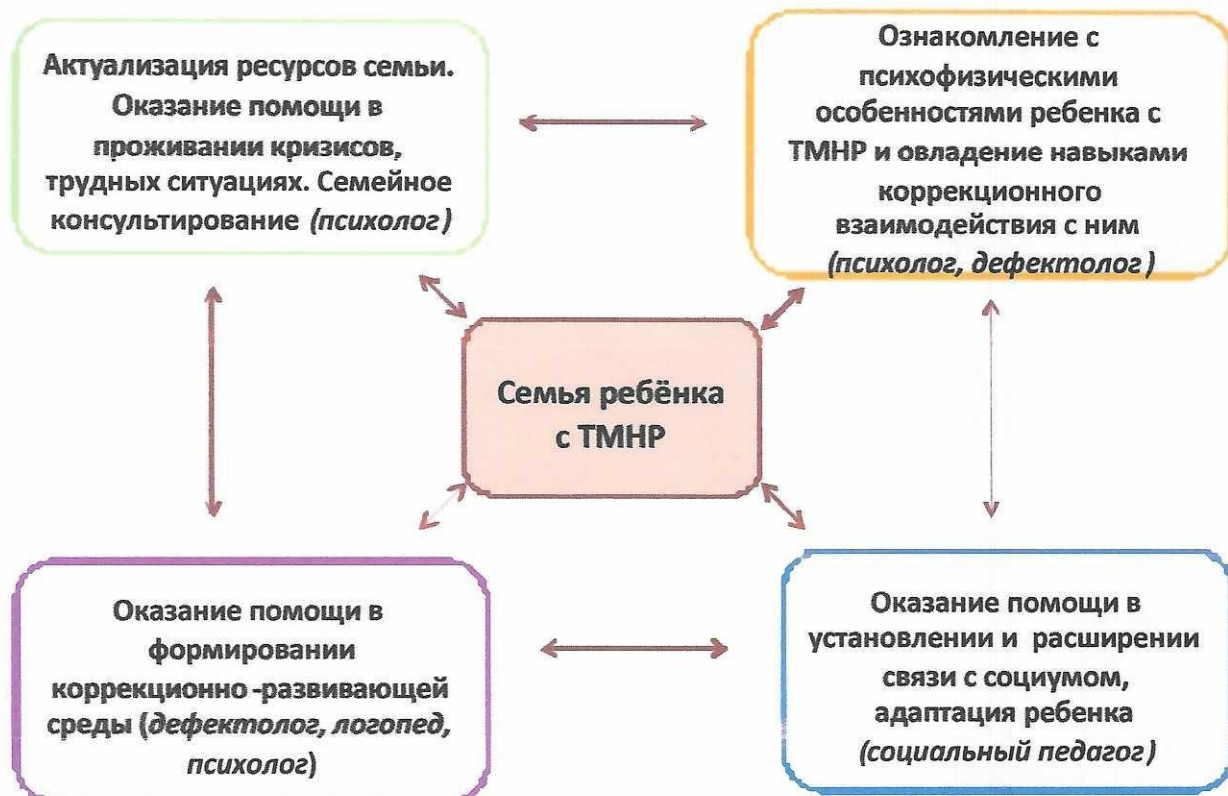 Актуализация ресурсов семьи.
Оказание помощи в
проживании кризисов,
трудных ситуациях. Семейное
консультирование (психолог)
Ознакомление с
психофизическими
особенностями ребенка с
ТМНР и овладение навыками
коррекционного
взаимодействия с ним
(психолог, дефектолог)
Семья ребёнка
с ТМНР
Оказание помощи в
формировании
коррекционно -развивающей
среды (дефектолог, логопед,
психолог)
Оказание помощи в
установлении и расширении
связи с социумом,
адаптация ребенка
(социальный педагог)